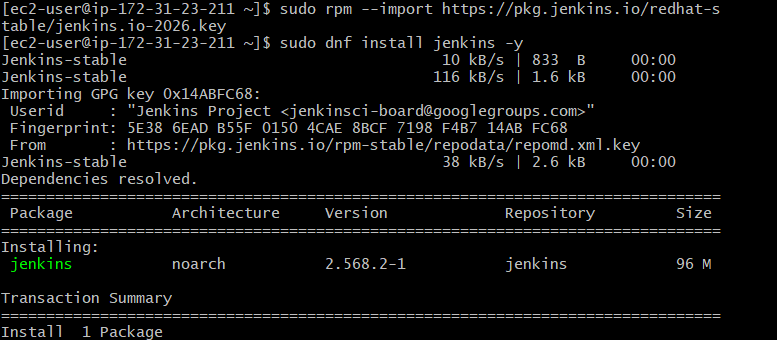 [ec2-user@ip-172-31-23-211 ~]$ sudo rpm --import https://pkg.jenkins.io/redhat-s
table/jenkins.io-2026.key
[ec2-user@ip-172-31-23-211 ~]$ sudo dnf install jenkins -y
Jenkins-stable                                   10 kB/s | 833  B     00:00
Jenkins-stable                                  116 kB/s | 1.6 kB     00:00
Importing GPG key 0x14ABFC68:
 Userid     : "Jenkins Project <jenkinsci-board@googlegroups.com>"
 Fingerprint: 5E38 6EAD B55F 0150 4CAE 8BCF 7198 F4B7 14AB FC68
 From       : https://pkg.jenkins.io/rpm-stable/repodata/repomd.xml.key
Jenkins-stable                                   38 kB/s | 2.6 kB     00:00
Dependencies resolved.
================================================================================
 Package           Architecture     Version             Repository         Size
================================================================================
Installing:
 jenkins           noarch           2.568.2-1           jenkins            96 M

Transaction Summary
================================================================================
Install  1 Package